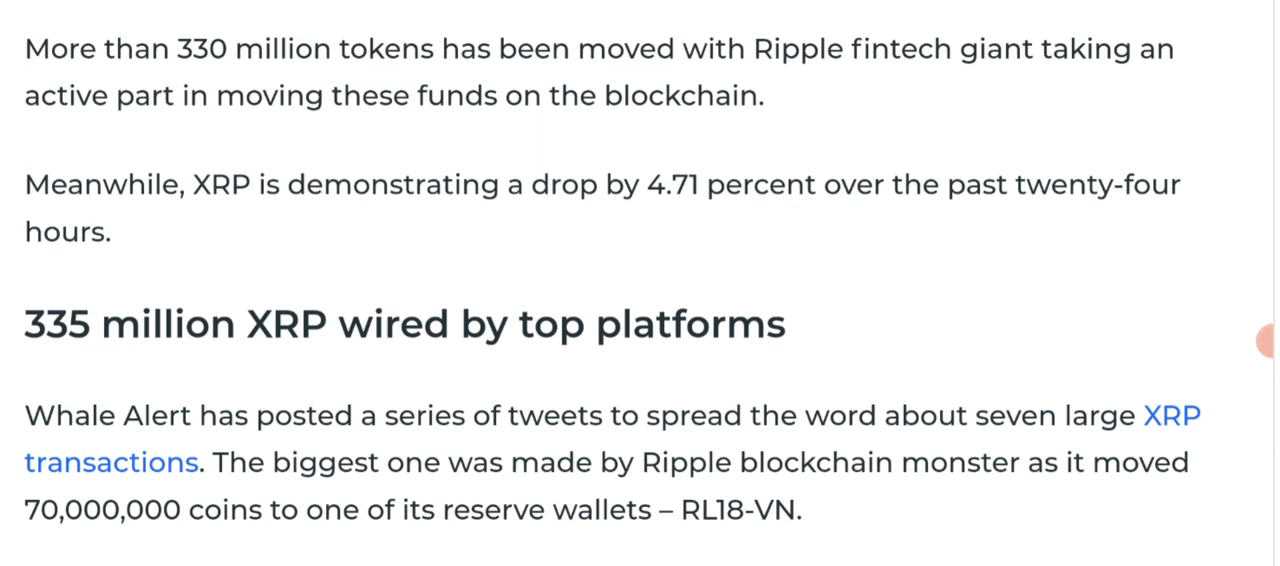 More than 330 million tokens has been moved with Ripple fintech giant taking an
active part in moving these funds on the blockchain.
Meanwhile, XRP is demonstrating a drop by 4.71 percent over the past twenty-four
hours.
335 million XRP wired by top platforms
Whale Alert has posted a series of tweets to spread the word about seven large XRP
transactions. The biggest one was made by Ripple blockchain monster as it moved
70,000,000 coins to one of its reserve wallets – RL18-VN.